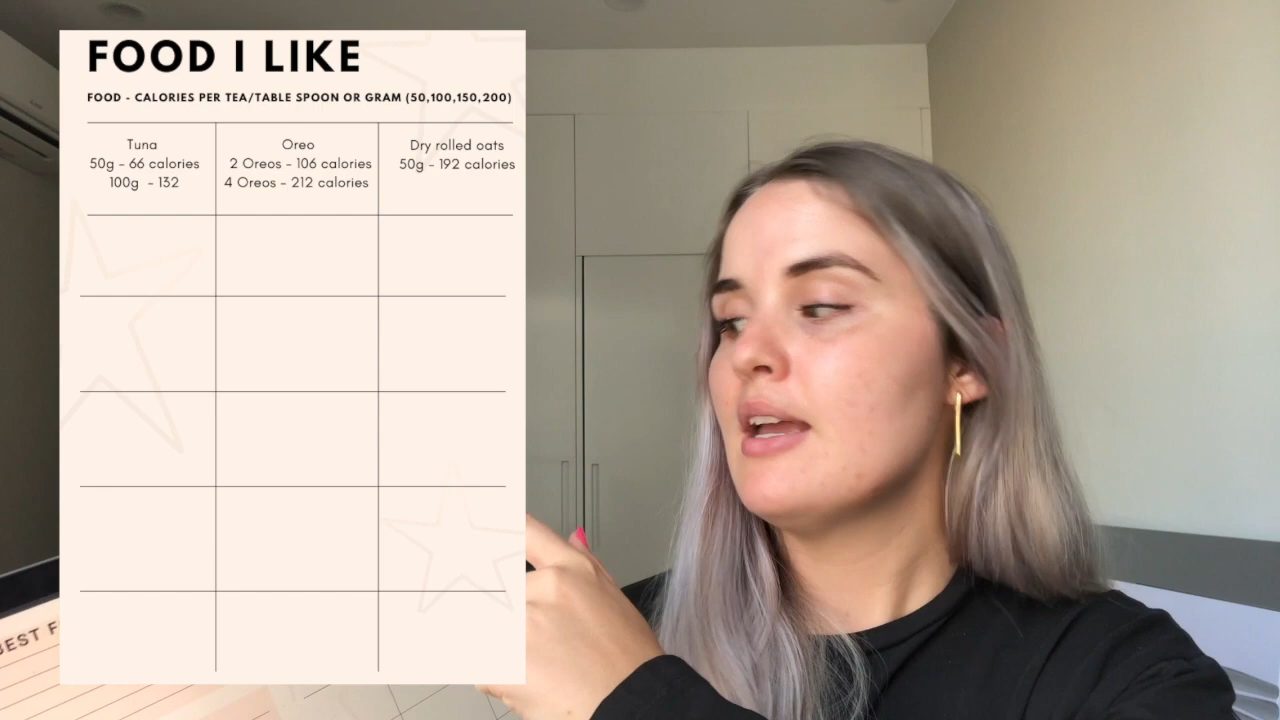 FOOD I LIKE
FOOD - CALORIES PER TEA/TABLE SPOON OR GRAM (50,100,150,200)
Tuna
50g - 66 calories
100g - 132
Oreo
2 Oreos - 106 calories
4 Oreos - 212 calories
Dry rolled oats
50g - 192 calories
BEST F